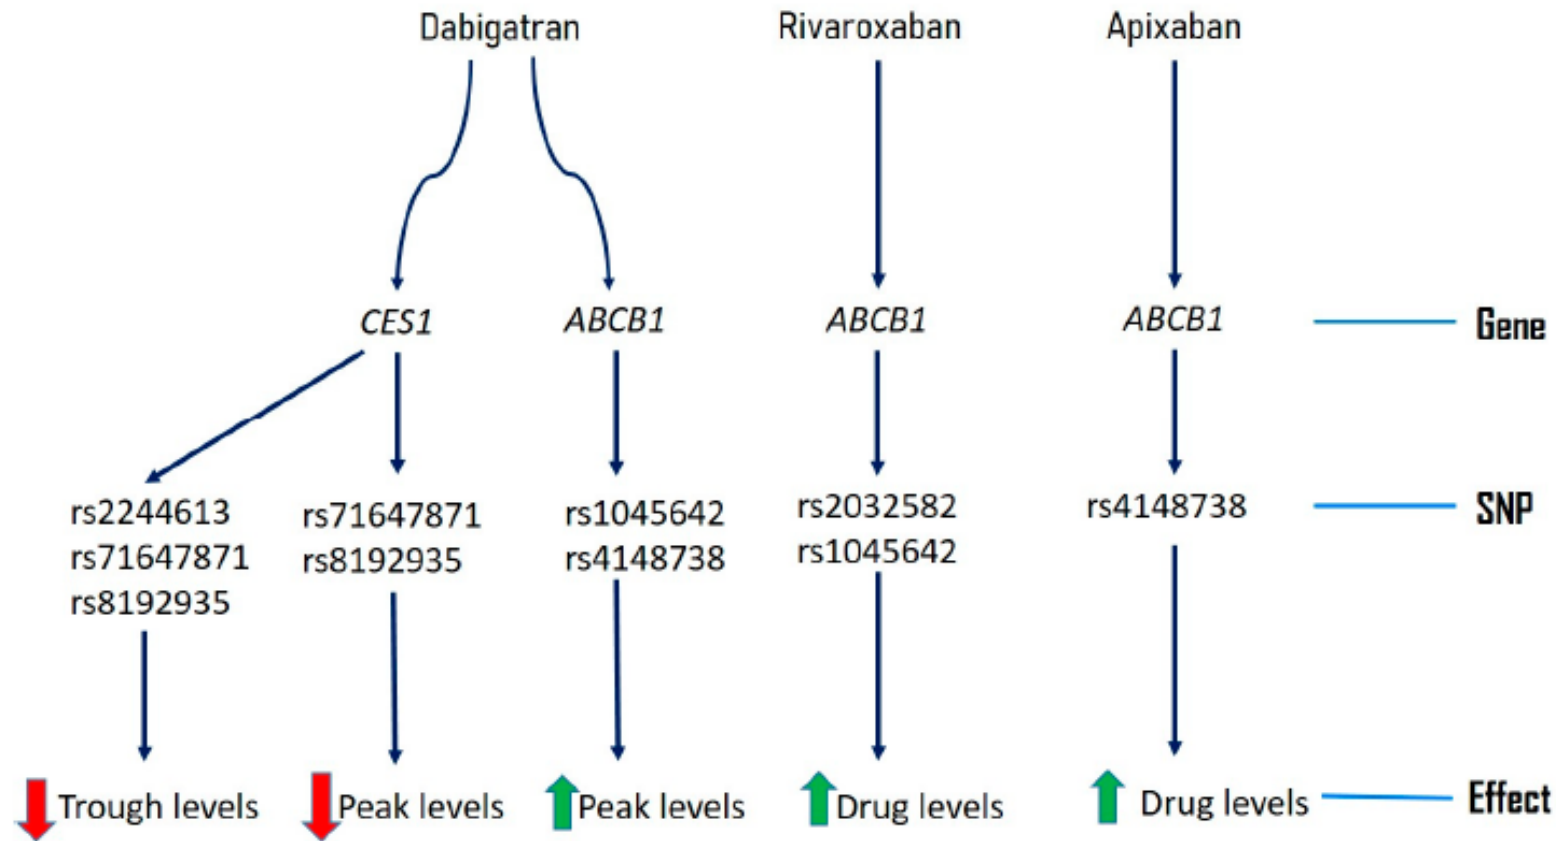 Dabigatran
Rivaroxaban
Apixaban
CES1
ABCB1
ABCB1
ABCB1
Gene
rs2244613
rs71647871
rs8192935
rs71647871
rs8192935
rs1045642
rs4148738
rs2032582
rs1045642
rs4148738
SNP
Trough levels
Peak levels
Peak levels
Drug levels
Drug levels
Effect